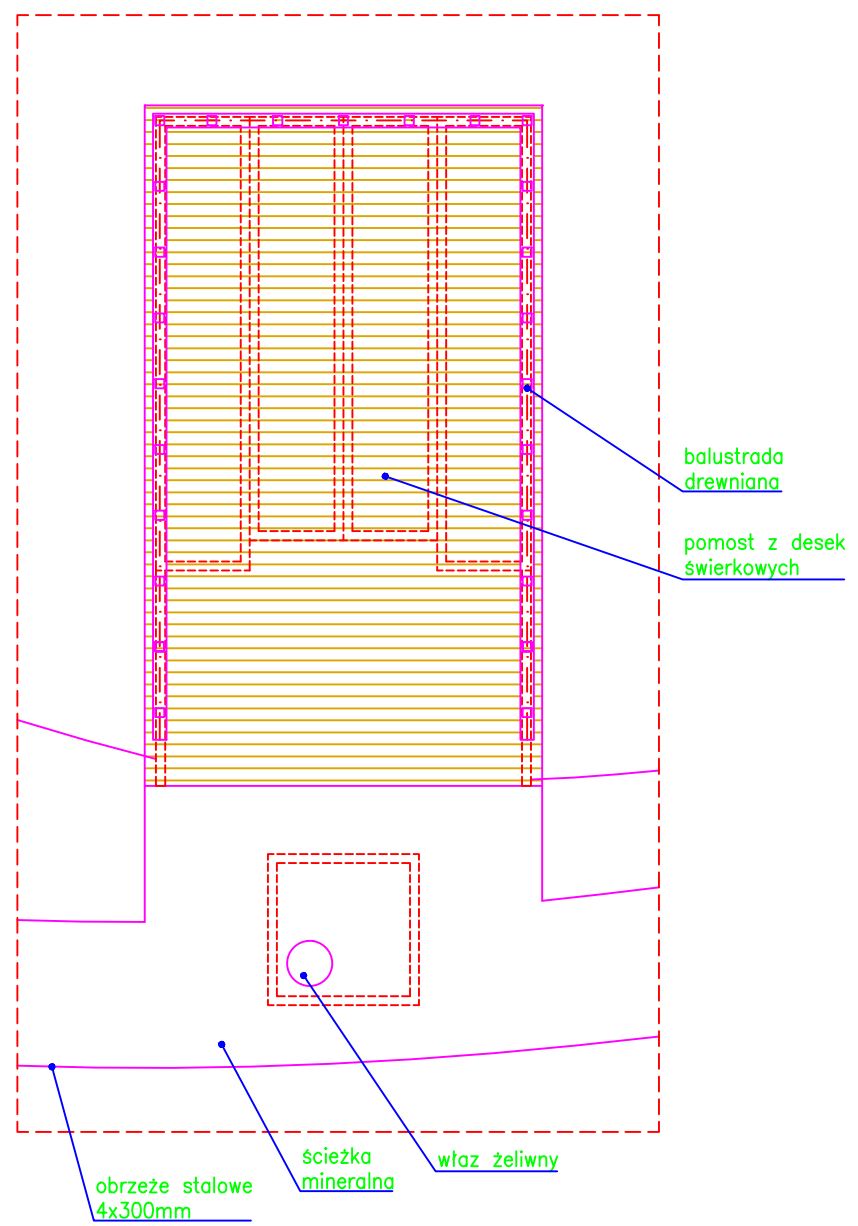 balustrada
drewniana
pomost z desek
świerkowych
ścieżka
mineralna
właz żeliwny
obrzeże stalowe
4x300mm